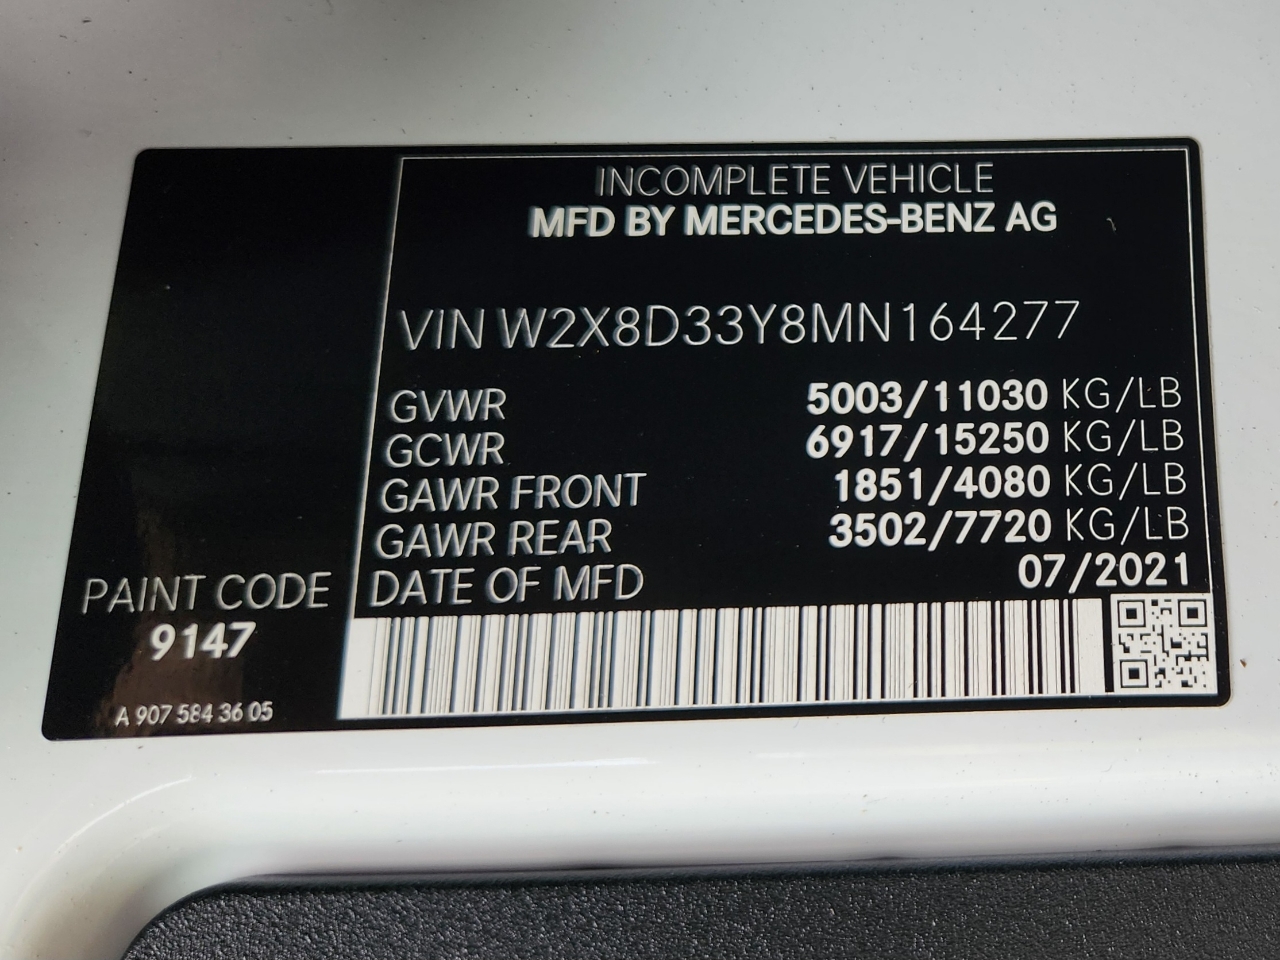 INCOMPLETE VEHICLE
MFD BY MERCEDES-BENZ AG
VIN W2X8D33Y8MN164277
GVWR 5003/11030 KG/LB
GCWR 6917/15250 KG/LB
GAWR FRONT 1851/4080 KG/LB
GAWR REAR 3502/7720 KG/LB
DATE OF MFD 07/2021
PAINT CODE
9147
A 907 584 36 05